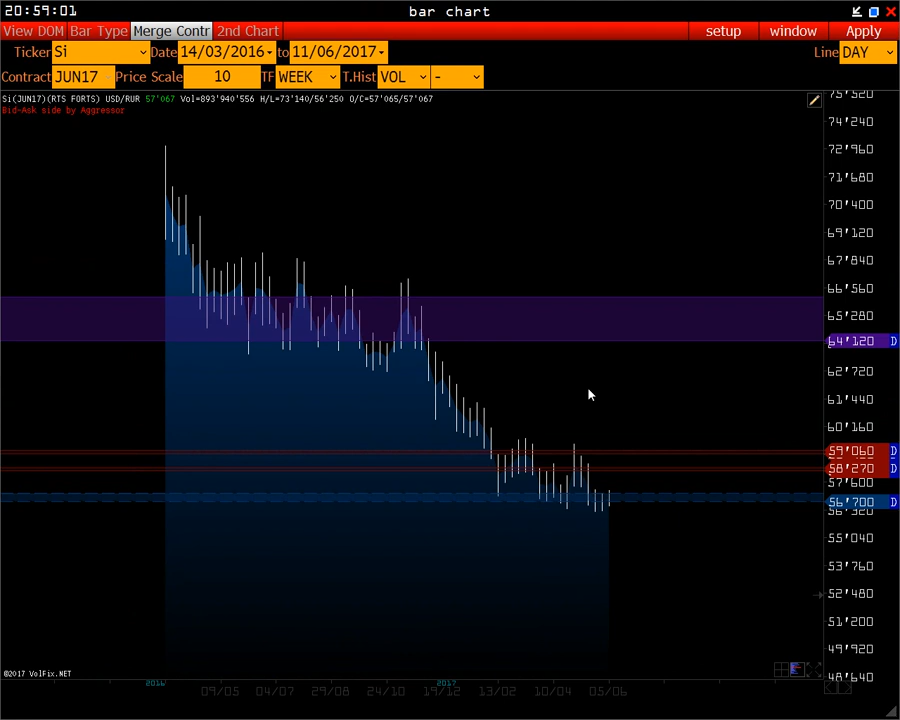 20:59:01 bar chart
View DOM Bar Type Merge Contr 2nd Chart setup window Apply
Ticker Si Date 14/03/2016 to 11/06/2017 Line DAY
Contract JUN17 Price Scale 10 TF WEEK T.Hist VOL -
Si(JUN17)(RTS FORTS) USD/RUR 57'067 Vol=893'940'556 H/L=73'140/56'250 O/C=57'065/57'067
Bid-Ask side by Aggressor
75'520
74'240
72'960
71'680
70'400
69'120
67'840
66'560
65'280
64'120 D
62'720
61'440
60'160
59'060 D
58'270 D
57'600
56'700 D
56'320
55'040
53'760
52'480
51'200
49'920
48'640
©2017 VolFix.NET
2016 2017
09/05 04/07 29/08 24/10 19/12 13/02 10/04 05/06